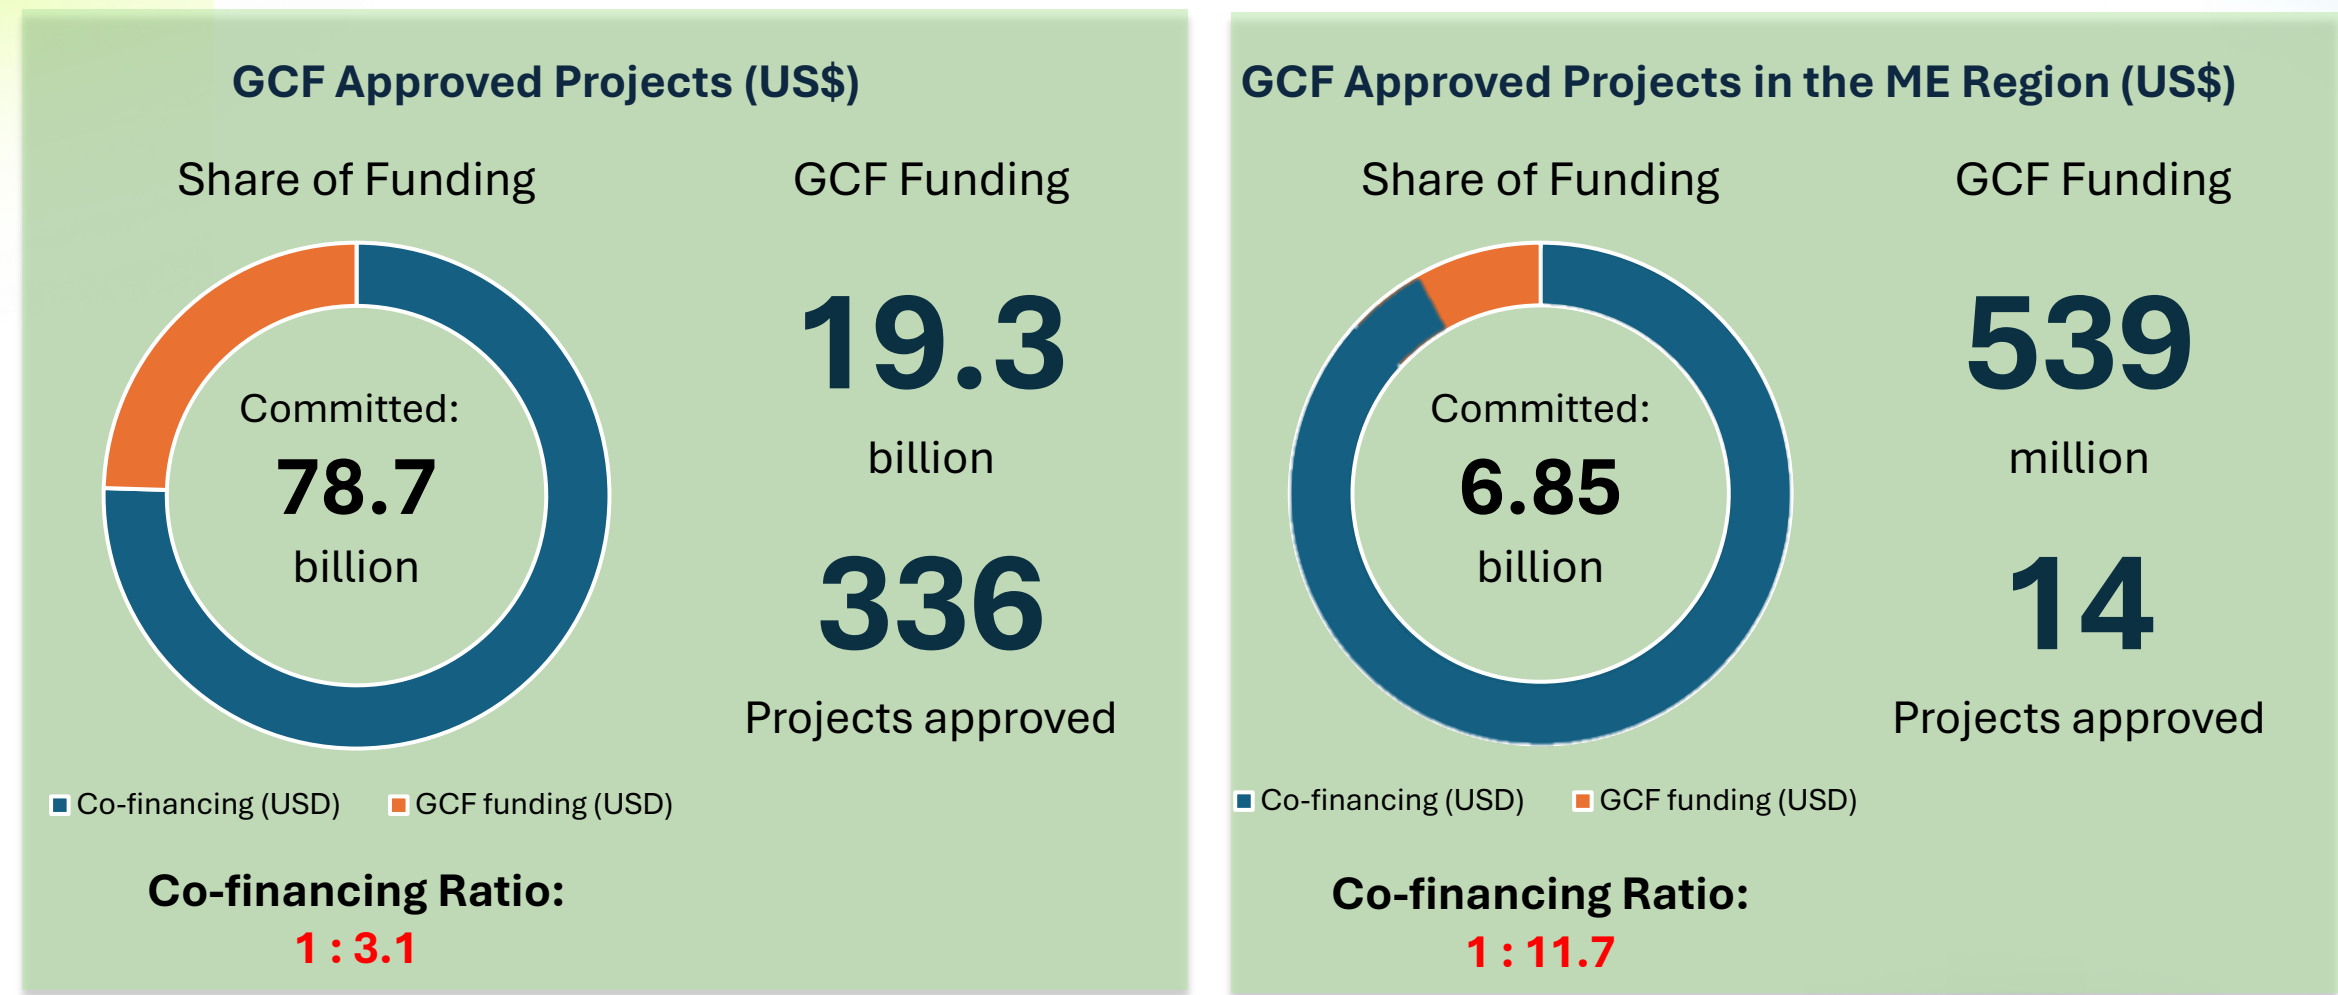 GCF Approved Projects (US$)
Share of Funding
GCF Funding
Committed:
78.7
billion
19.3
billion
336
Projects approved
Co-financing (USD)
GCF funding (USD)
Co-financing Ratio:
1 : 3.1
GCF Approved Projects in the ME Region (US$)
Share of Funding
GCF Funding
Committed:
6.85
billion
539
million
14
Projects approved
Co-financing (USD)
GCF funding (USD)
Co-financing Ratio:
1 : 11.7